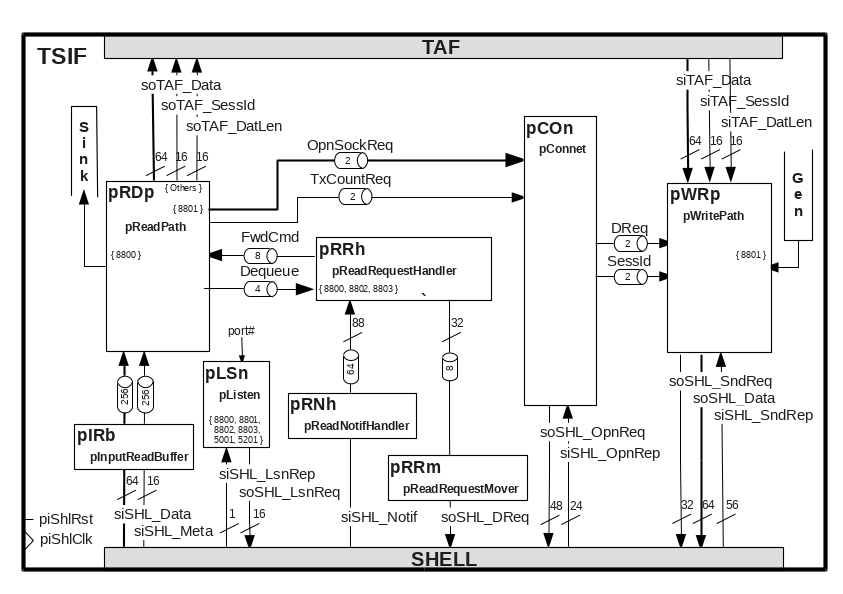 TSIF
TAF
soTAF_Data
soTAF_SessId
soTAF_DatLen
64
16
16
siTAF_Data
siTAF_SessId
siTAF_DatLen
64
16
16
Sink
pRDp
{ Others }
{ 8801 }
pReadPath
{ 8800 }
OpnSockReq
2
TxCountReq
2
FwdCmd
8
Dequeue
4
pCOn
pConnet
DReq
2
SessId
2
pWRp
pWritePath
{ 8801 }
Gen
pRRh
pReadRequestHandler
{ 8800, 8802, 8803 }
`
port#
88
64
32
8
256
256
pLSn
pListen
{ 8800, 8801,
8802, 8803,
5001, 5201 }
pRNh
pReadNotifHandler
pIRb
pInputReadBuffer
pRRm
pReadRequestMover
64
16
siSHL_Data
siSHL_Meta
siSHL_LsnRep
soSHL_LsnReq
1
16
siSHL_Notif
soSHL_DReq
soSHL_OpnReq
siSHL_OpnRep
48
24
soSHL_SndReq
soSHL_Data
siSHL_SndRep
32
64
56
piShlRst
piShlClk
SHELL